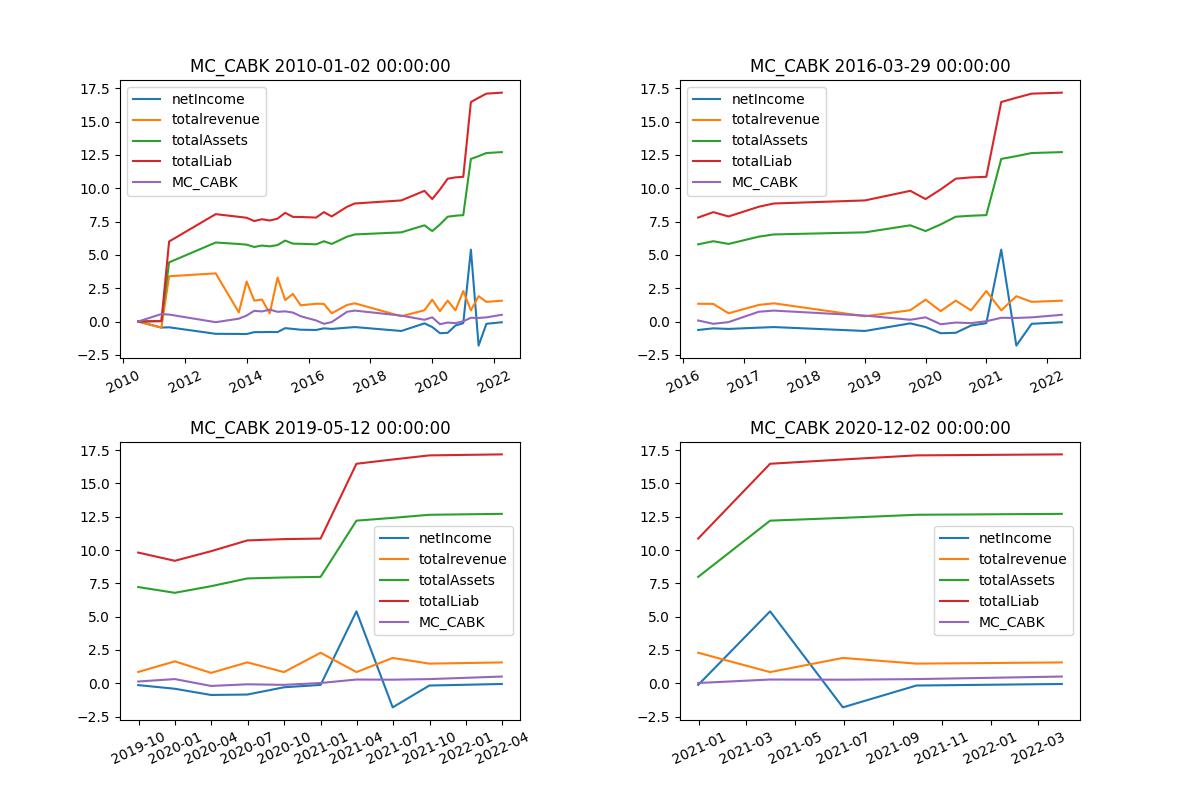 MC_CABK 2010-01-02 00:00:00
17.5
15.0
12.5
10.0
7.5
5.0
2.5
0.0
−2.5
netIncome
totalrevenue
totalAssets
totalLiab
MC_CABK
2010 2012 2014 2016 2018 2020 2022
MC_CABK 2016-03-29 00:00:00
17.5
15.0
12.5
10.0
7.5
5.0
2.5
0.0
−2.5
netIncome
totalrevenue
totalAssets
totalLiab
MC_CABK
2016 2017 2018 2019 2020 2021 2022
MC_CABK 2019-05-12 00:00:00
17.5
15.0
12.5
10.0
7.5
5.0
2.5
0.0
−2.5
netIncome
totalrevenue
totalAssets
totalLiab
MC_CABK
2019-10 2020-01 2020-04 2020-07 2020-10 2021-01 2021-04 2021-07 2021-10 2022-01 2022-04
MC_CABK 2020-12-02 00:00:00
17.5
15.0
12.5
10.0
7.5
5.0
2.5
0.0
−2.5
netIncome
totalrevenue
totalAssets
totalLiab
MC_CABK
2021-01 2021-03 2021-05 2021-07 2021-09 2021-11 2022-01 2022-03